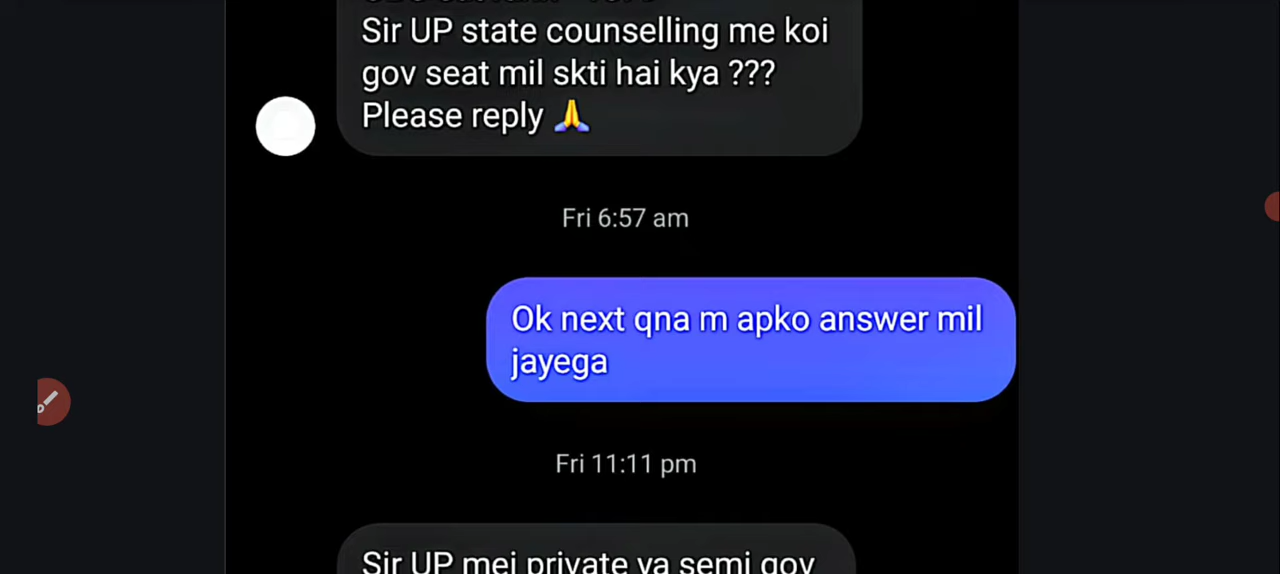 Sir UP state counselling me koi
gov seat mil skti hai kya ???
Please reply 🙏
Fri 6:57 am
Ok next qna m apko answer mil
jayega
Fri 11:11 pm
Sir UP mei private ya semi gov